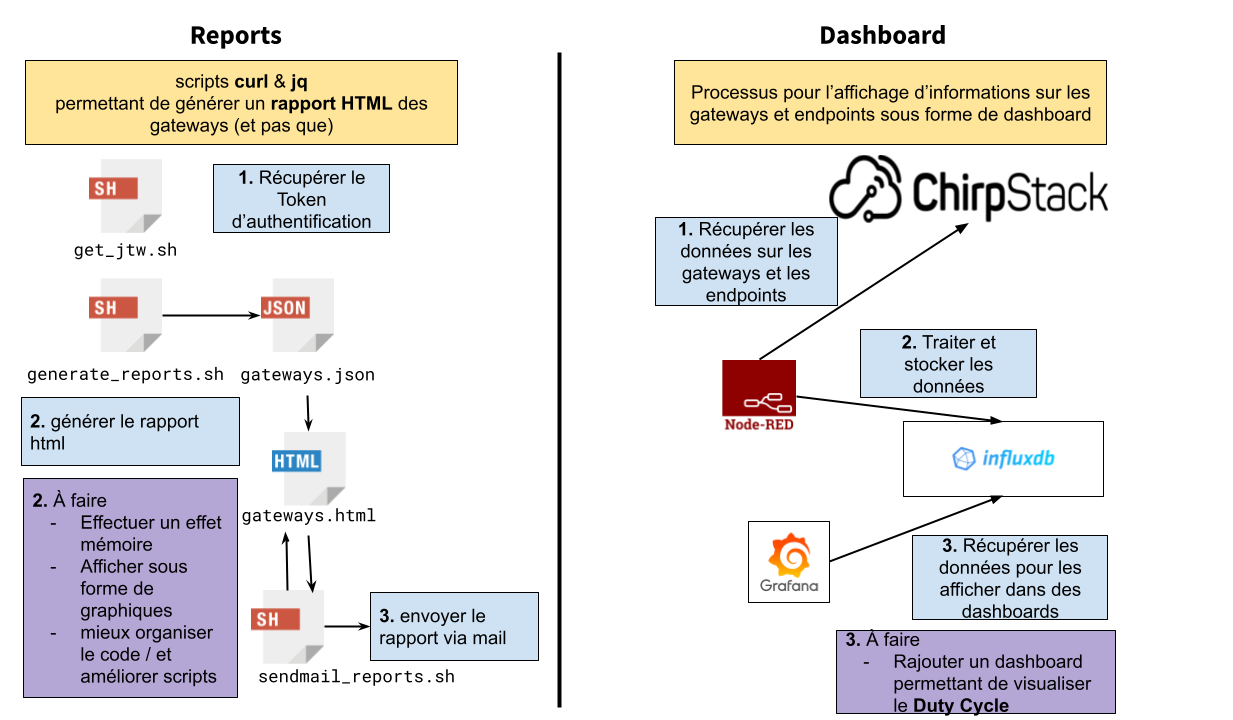 Reports
scripts curl & jq
permettant de générer un rapport HTML des
gateways (et pas que)
SH
get_jtw.sh
1. Récupérer le
Token
d'authentification
SH
generate_reports.sh
JSON
gateways.json
2. générer le rapport
html
HTML
gateways.html
2. À faire
- Effectuer un effet
mémoire
- Afficher sous
forme de
graphiques
- mieux organiser
le code / et
améliorer scripts
SH
sendmail_reports.sh
3. envoyer le
rapport via mail
Dashboard
Processus pour l'affichage d'informations sur les
gateways et endpoints sous forme de dashboard
ChirpStack
1. Récupérer les
données sur les
gateways et les
endpoints
2. Traiter et
stocker les
données
Node-RED
influxdb
Grafana
3. Récupérer les
données pour les
afficher dans des
dashboards
3. À faire
- Rajouter un dashboard
permettant de visualiser
le Duty Cycle